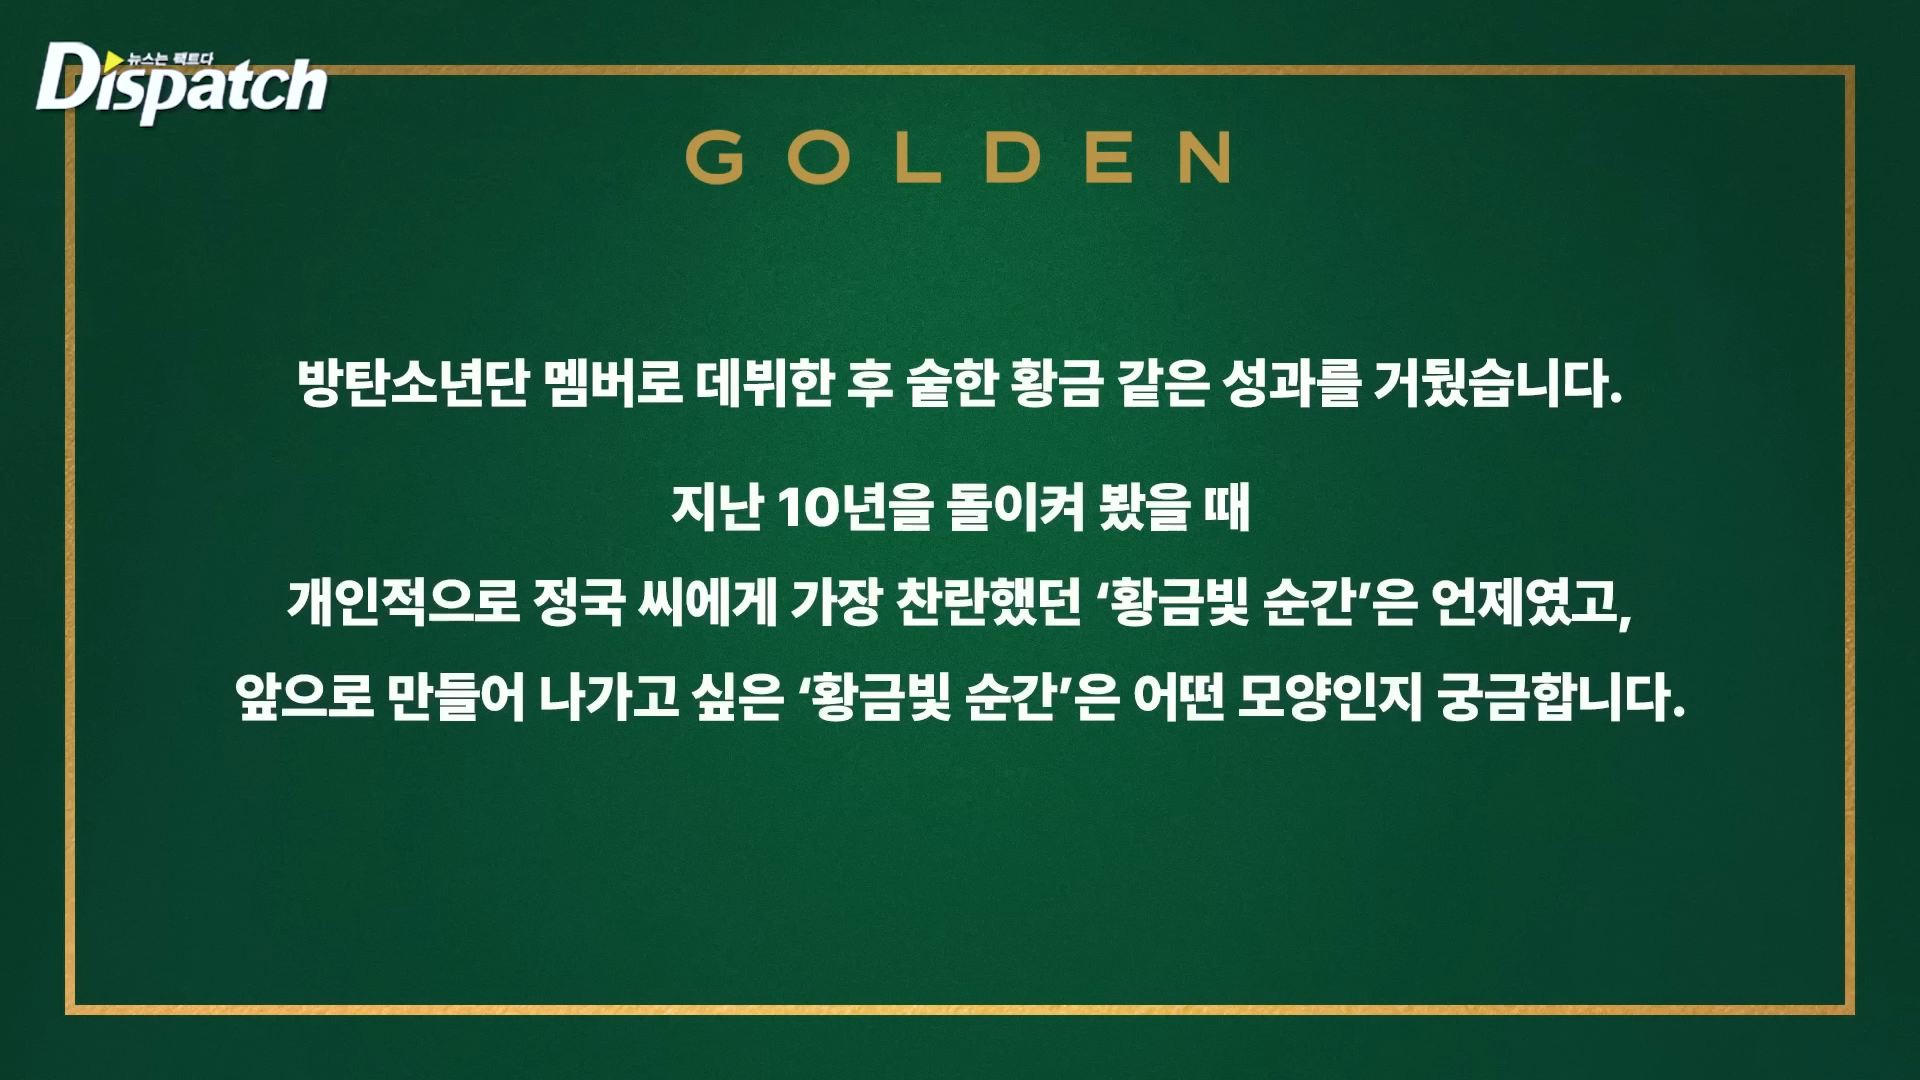 뉴스는 팩트다
Dispatch
GOLDEN
방탄소년단 멤버로 데뷔한 후 숱한 황금 같은 성과를 거뒀습니다.
지난 10년을 돌이켜 봤을 때
개인적으로 정국 씨에게 가장 찬란했던 ‘황금빛 순간’은 언제였고,
앞으로 만들어 나가고 싶은 ‘황금빛 순간’은 어떤 모양인지 궁금합니다.